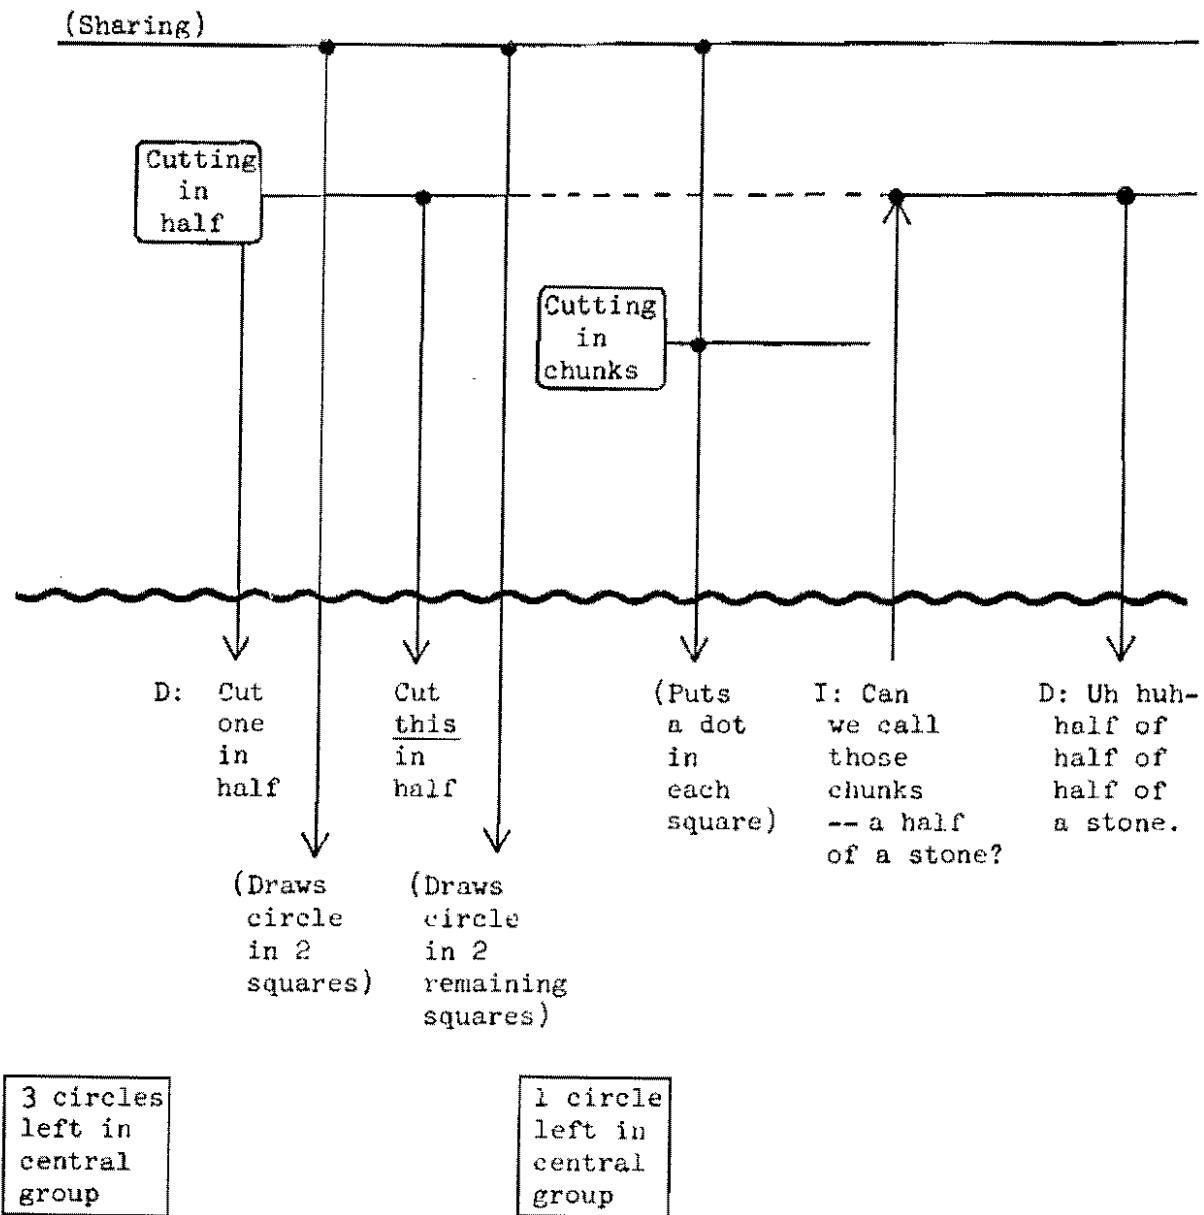 (Sharing)
Cutting
in
half
Cutting
in
chunks
D: Cut
one
in
half
Cut
this
in
half
(Puts
a dot
in
each
square)
I: Can
we call
those
chunks
-- a half
of a stone?
D: Uh huh-
half of
half of
half of
a stone.
(Draws
circle
in 2
squares)
(Draws
circle
in 2
remaining
squares)
3 circles
left in
central
group
1 circle
left in
central
group